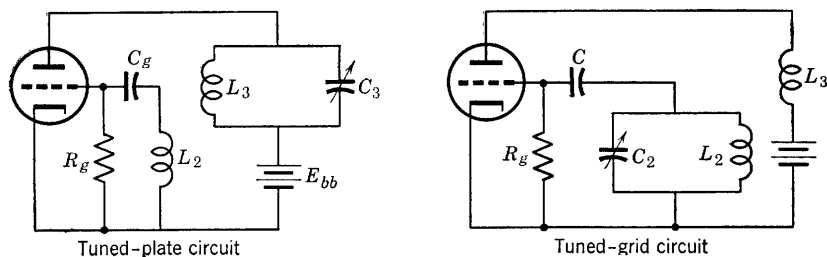 C_g
L_3
C_3
R_g
L_2
E_bb
Tuned-plate circuit
C
L_3
R_g
C_2
L_2
Tuned-grid circuit